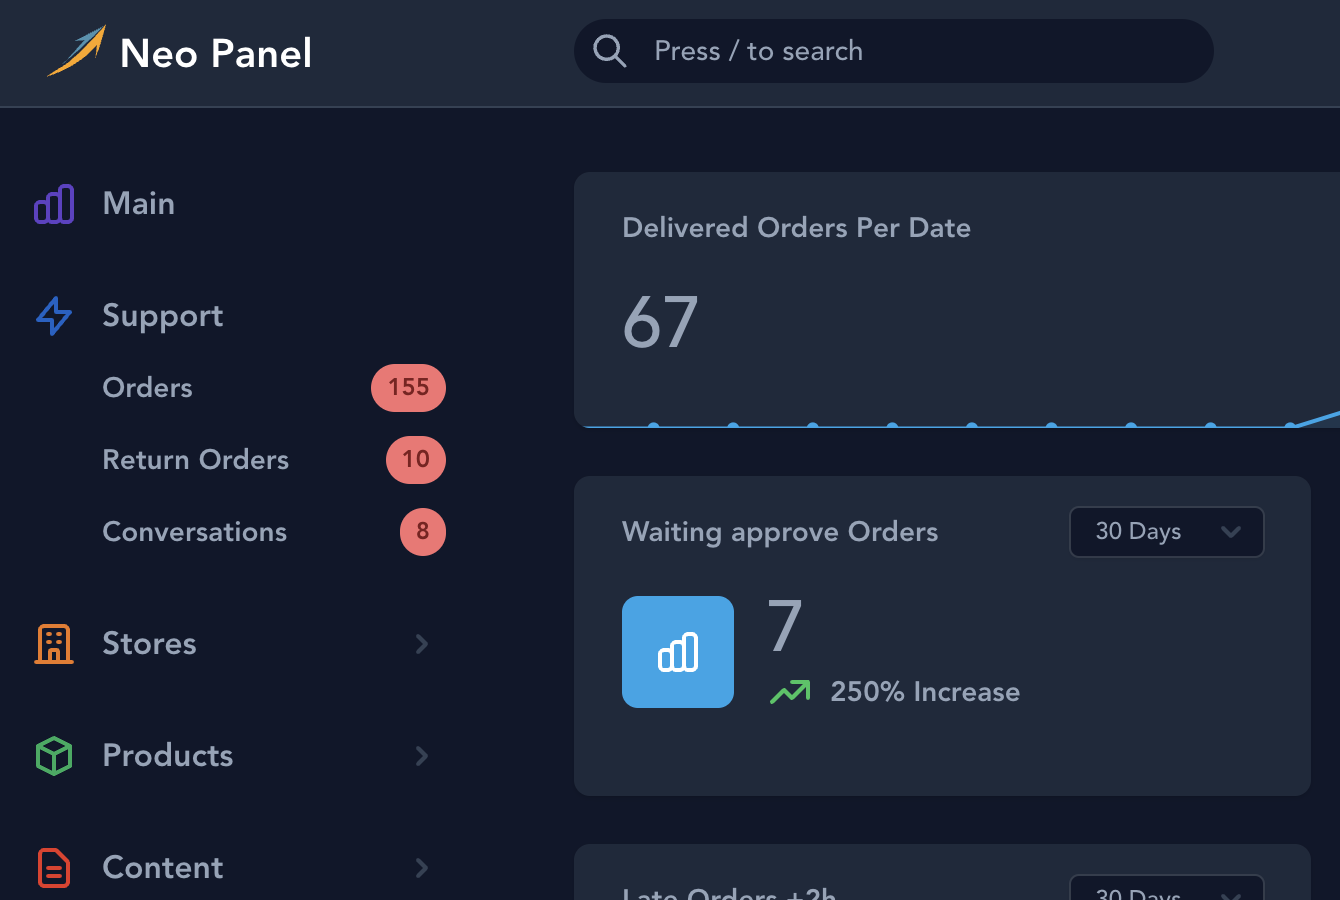 Neo Panel
Press / to search
Main
Support
Orders 155
Return Orders 10
Conversations 8
Stores
Products
Content
Delivered Orders Per Date
67
Waiting approve Orders
30 Days
7
250% Increase
Late Orders +2h
30 Days